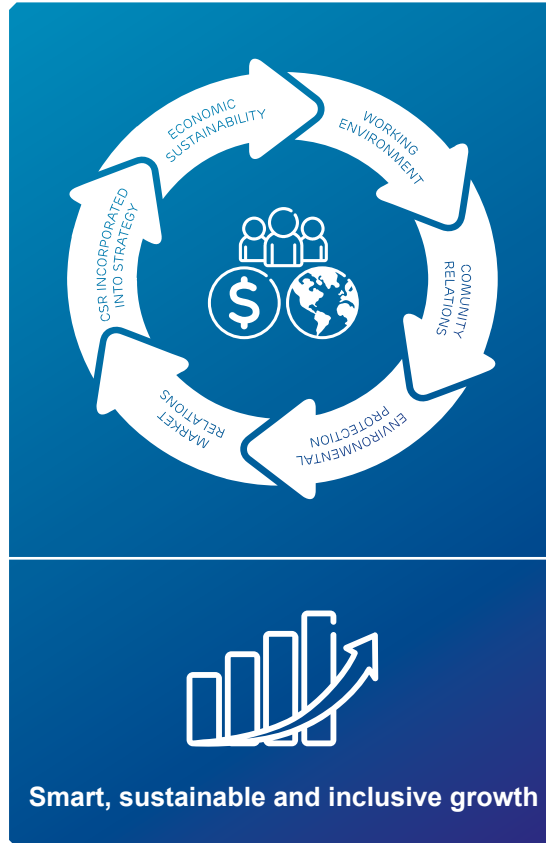 ECONOMIC
SUSTAINABILITY
WORKING
ENVIRONMENT
COMUNITY
RELATIONS
ENVIRONMENTAL
PROTECTION
MARKET
RELATIONS
CSR INCORPORATED
INTO STRATEGY
$
Smart, sustainable and inclusive growth